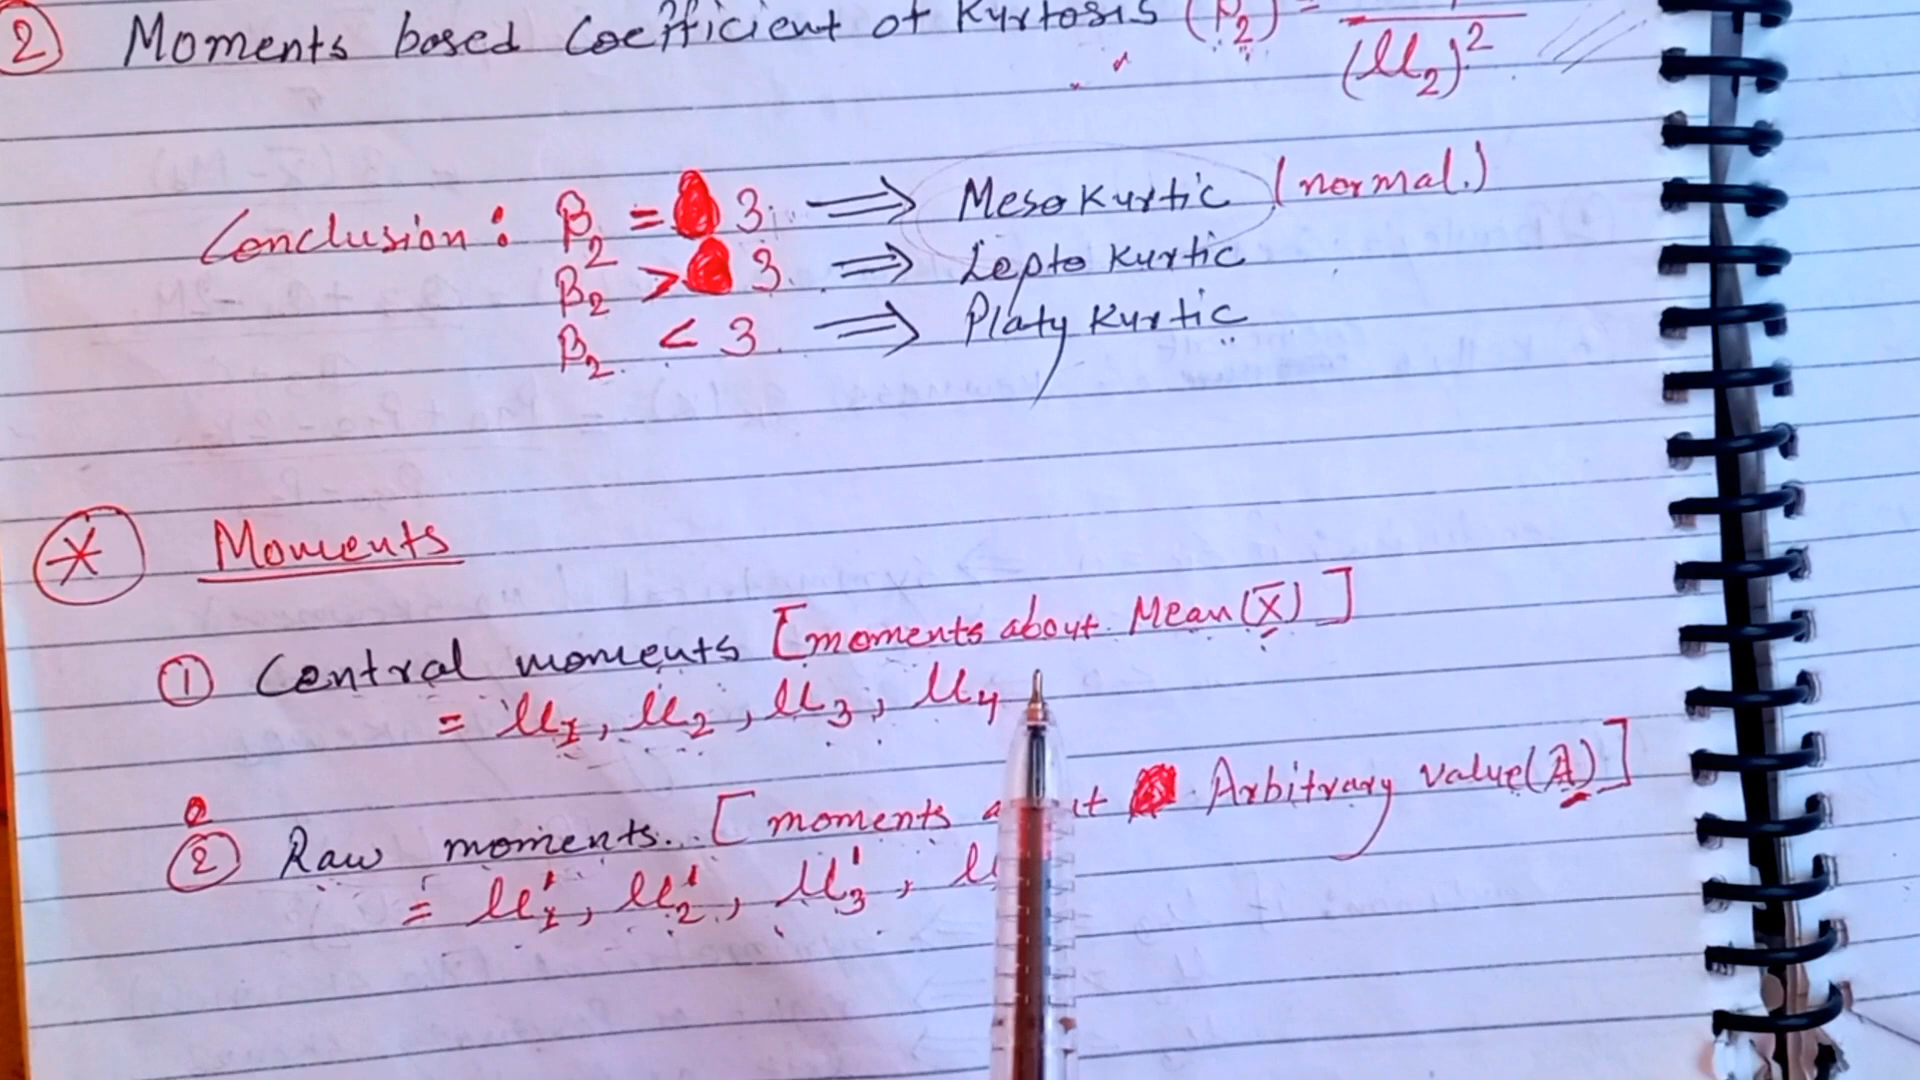 ② Moments based Coefficient of Kurtosis (β₂) = ―――
(μ₂)²
Conclusion : β₂ = 3 ⟹ Mesokurtic (normal.)
β₂ > 3 ⟹ Lepto kurtic
β₂ < 3 ⟹ Platy kurtic
* Moments
① Central moments [moments about Mean (X̄)]
= μ₁, μ₂, μ₃, μ₄
② Raw moments. [moments Arbitrary value (A)]
= μ₁', μ₂', μ₃',